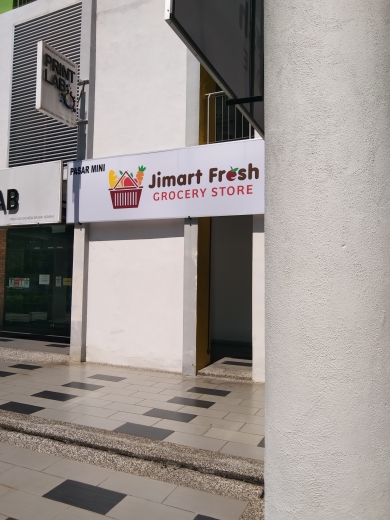 PRINT
LAB
AB
PASAR MINI
Jimart Fresh
GROCERY STORE